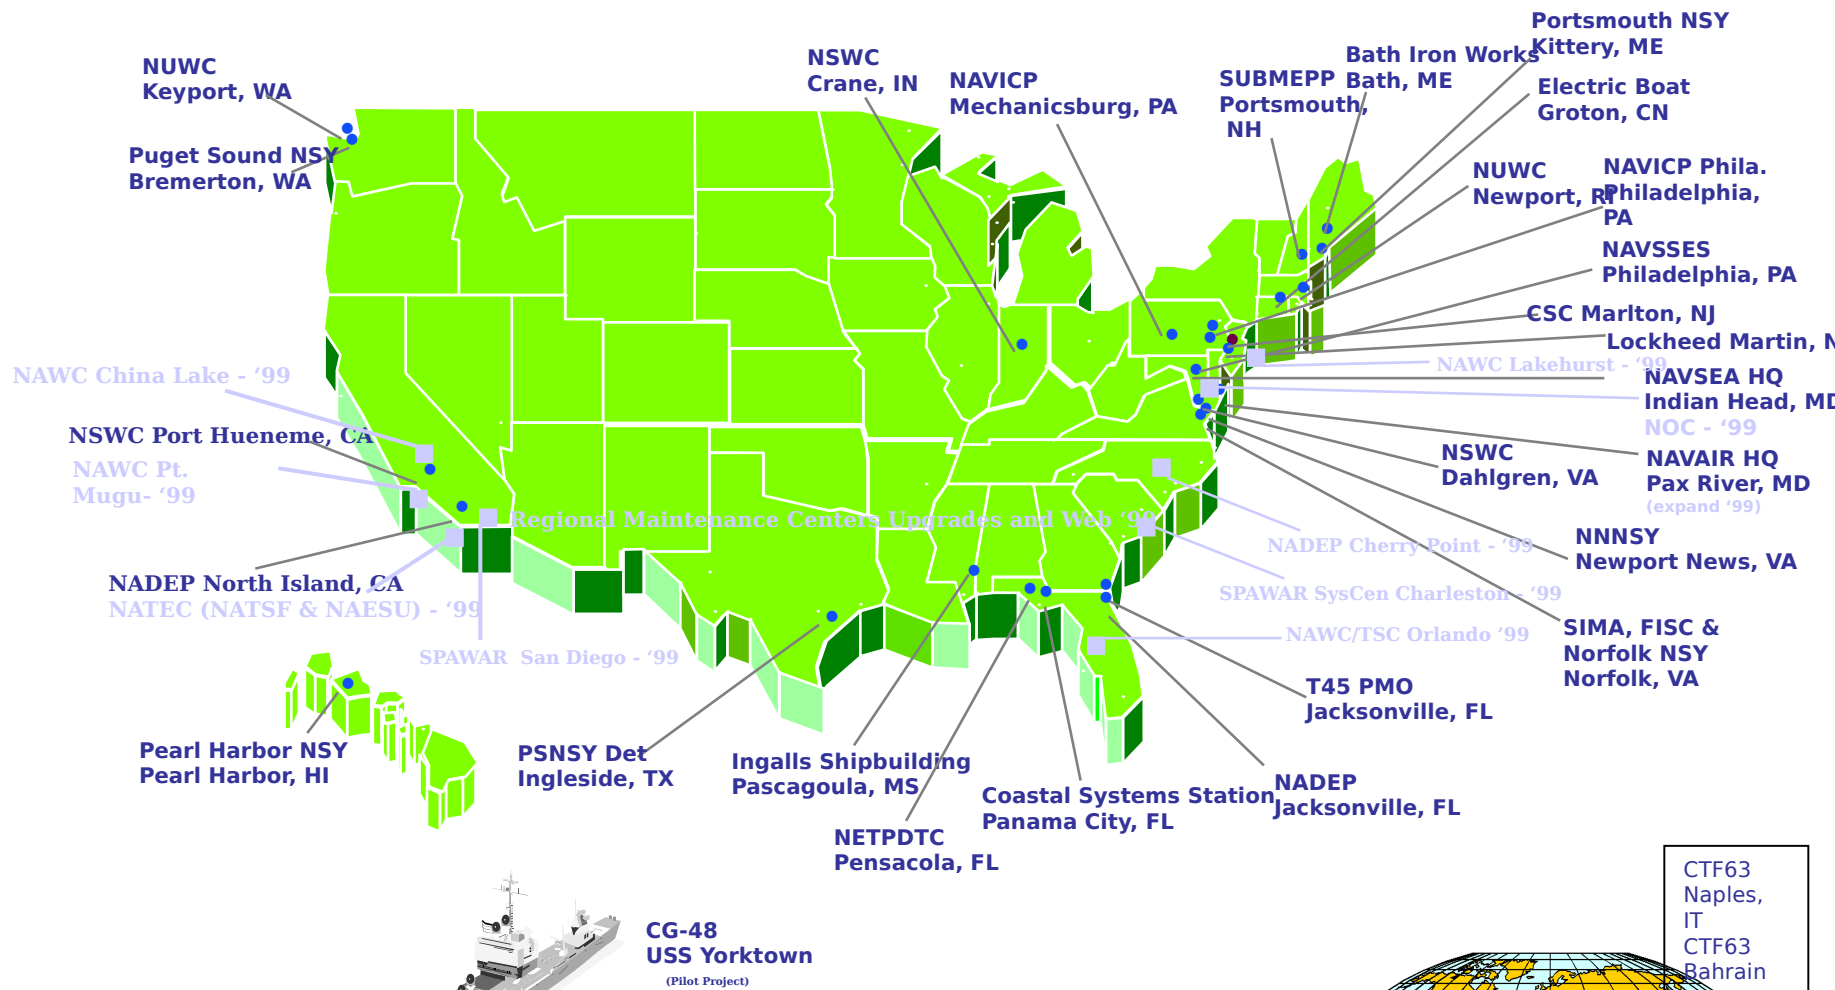 NUWC
Keyport, WA
Puget Sound NSY
Bremerton, WA
NSWC
Crane, IN
NAVICP
Mechanicsburg, PA
SUBMEPP
Portsmouth,
NH
Bath Iron Works
Bath, ME
Portsmouth NSY
Kittery, ME
Electric Boat
Groton, CN
NUWC
Newport, RI
NAVICP Phila.
Philadelphia,
PA
NAVSSES
Philadelphia, PA
CSC Marlton, NJ
Lockheed Martin, N
NAWC Lakehurst - ‘99
NAVSEA HQ
Indian Head, MD
NOC - ‘99
NAVAIR HQ
Pax River, MD
(expand ‘99)
NSWC
Dahlgren, VA
NNNSY
Newport News, VA
NAWC China Lake - ‘99
NSWC Port Hueneme, CA
NAWC Pt.
Mugu- ‘99
Regional Maintenance Centers Upgrades and Web ‘99
NADEP Cherry Point - ‘99
SPAWAR SysCen Charleston - ‘99
NAWC/TSC Orlando ‘99
SIMA, FISC &
Norfolk NSY
Norfolk, VA
NADEP North Island, CA
NATEC (NATSF & NAESU) - ‘99
SPAWAR  San Diego - ‘99
T45 PMO
Jacksonville, FL
Pearl Harbor NSY
Pearl Harbor, HI
PSNSY Det
Ingleside, TX
Ingalls Shipbuilding
Pascagoula, MS
Coastal Systems Station
Panama City, FL
NADEP
Jacksonville, FL
NETPDTC
Pensacola, FL
CG-48
USS Yorktown
(Pilot Project)
CTF63
Naples,
IT
CTF63
Bahrain